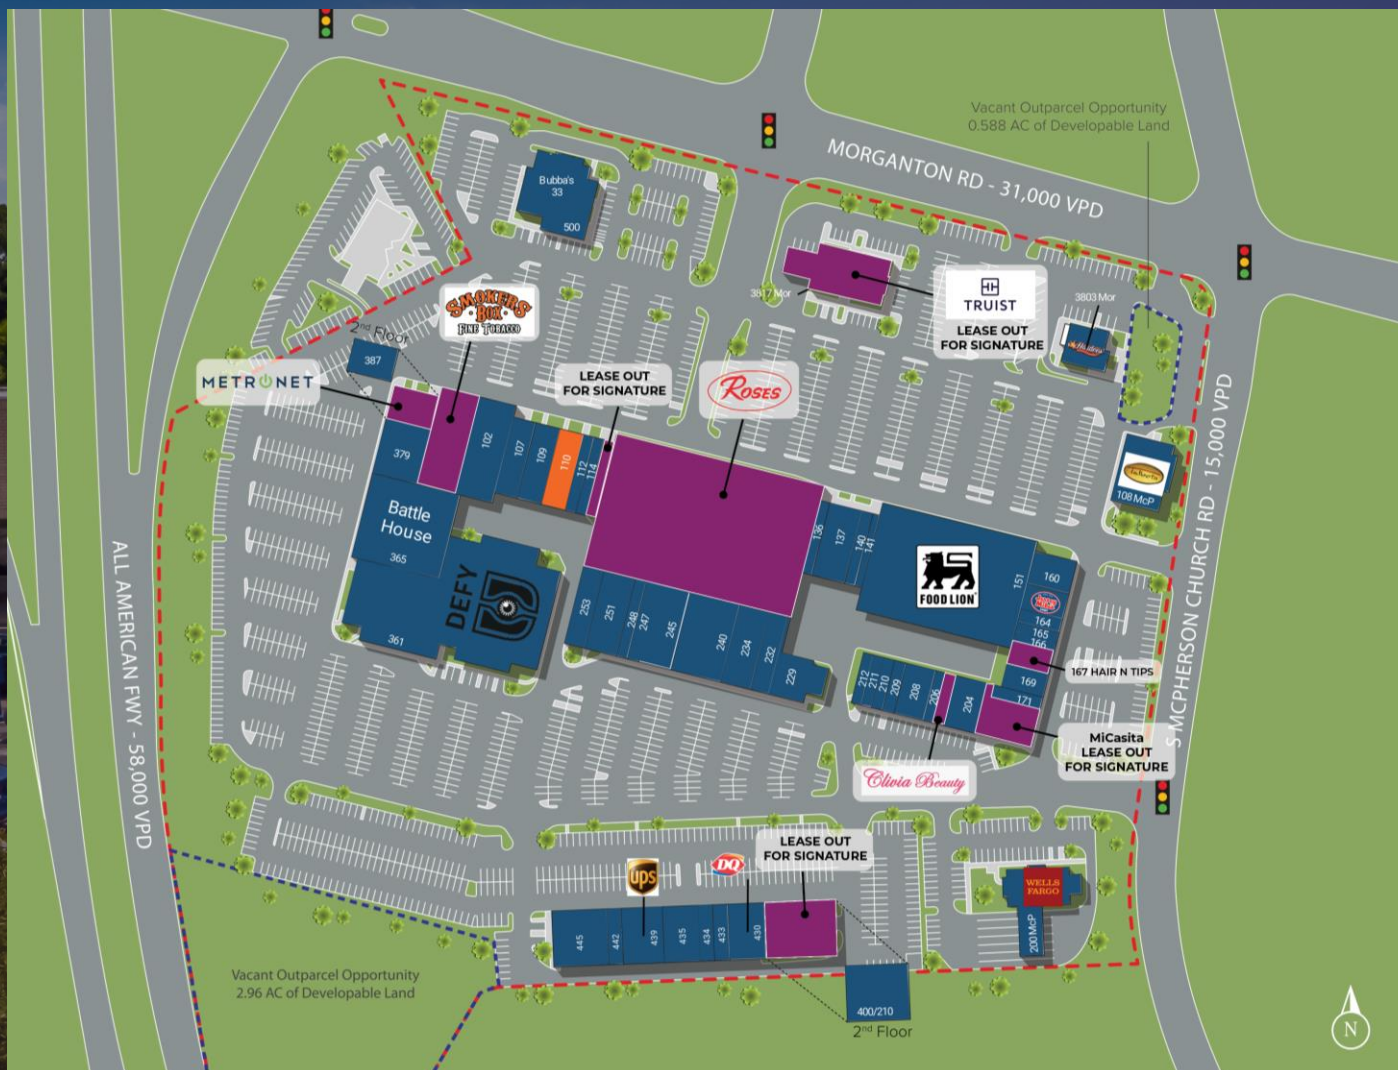 Vacant Outparcel Opportunity
0.588 AC of Developable Land
MORGANTON RD - 31,000 VPD
Bubba's
33
500
3817 Mor
TRUIST
LEASE OUT
FOR SIGNATURE
3803 Mor
SMOKERS
BOX
FINE TOBACCO
2nd Floor
387
METRONET
LEASE OUT
FOR SIGNATURE
ROSES
379
102
107
109
110
112
114
Battle
House
365
DEFY
361
108 McP
S MCPHERSON CHURCH RD - 15,000 VPD
ALL AMERICAN FWY - 58,000 VPD
136
137
140
141
FOOD LION
151
160
164
165
166
167 HAIR N TIPS
169
171
253
251
248
247
245
240
234
232
229
212
211
210
209
208
206
204
MiCasita
LEASE OUT
FOR SIGNATURE
Olivia Beauty
LEASE OUT
FOR SIGNATURE
ups
DQ
WELLS
FARGO
200 McP
445
442
439
435
434
433
430
400/210
2nd Floor
Vacant Outparcel Opportunity
2.96 AC of Developable Land
N